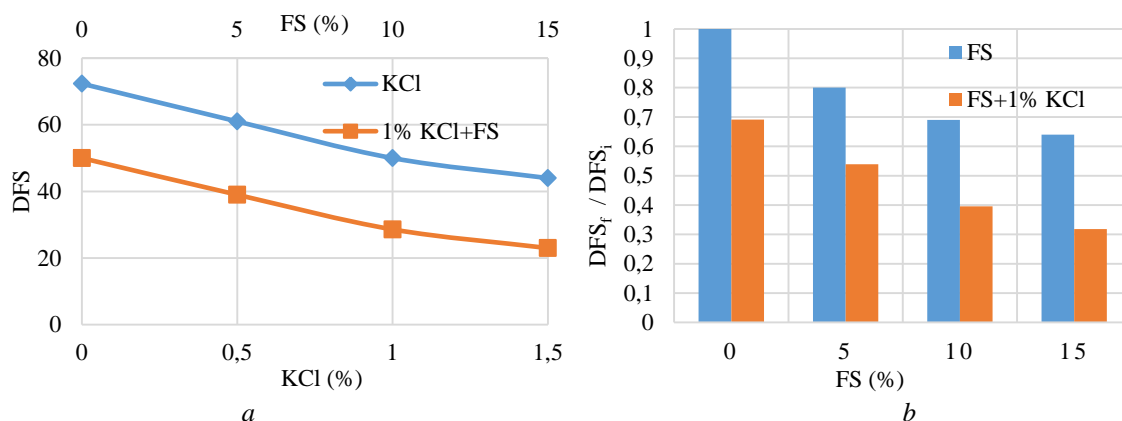 FS (%)
0 5 10 15
80
60
40
20
0
DFS
KCl
1% KCl+FS
0 0,5 1 1,5
KCl (%)
a
1
0,9
0,8
0,7
0,6
0,5
0,4
0,3
0,2
0,1
0
DFSf / DFSi
FS
FS+1% KCl
0 5 10 15
FS (%)
b